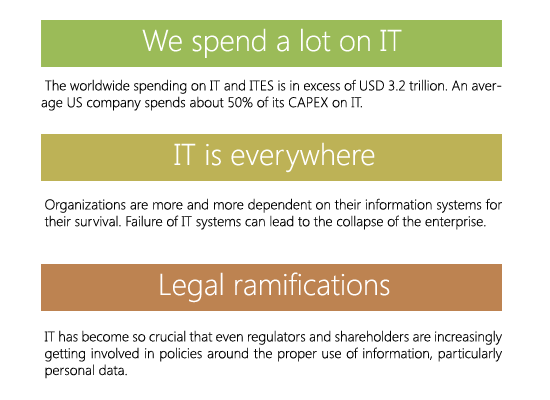 We spend a lot on IT
The worldwide spending on IT and ITES is in excess of USD 3.2 trillion. An aver-
age US company spends about 50% of its CAPEX on IT.
IT is everywhere
Organizations are more and more dependent on their information systems for
their survival. Failure of IT systems can lead to the collapse of the enterprise.
Legal ramifications
IT has become so crucial that even regulators and shareholders are increasingly
getting involved in policies around the proper use of information, particularly
personal data.